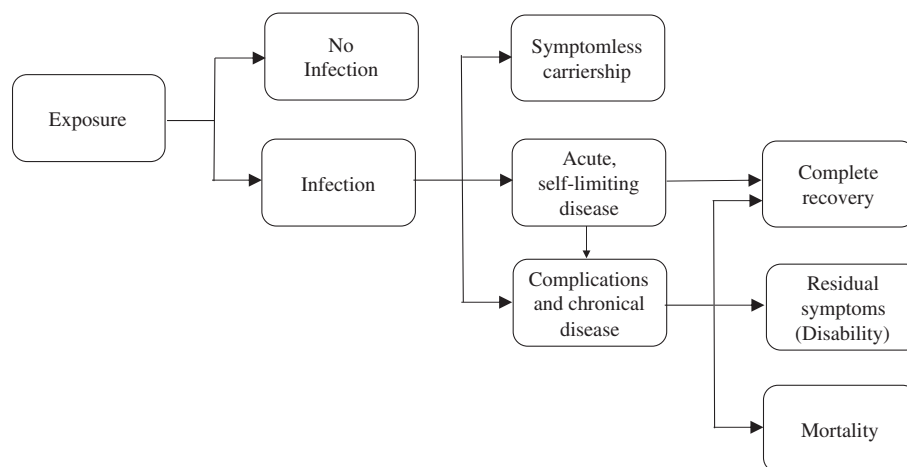 No
Infection
Symptomless
carriership
Exposure
Infection
Acute,
self-limiting
disease
Complete
recovery
Complications
and chronical
disease
Residual
symptoms
(Disability)
Mortality